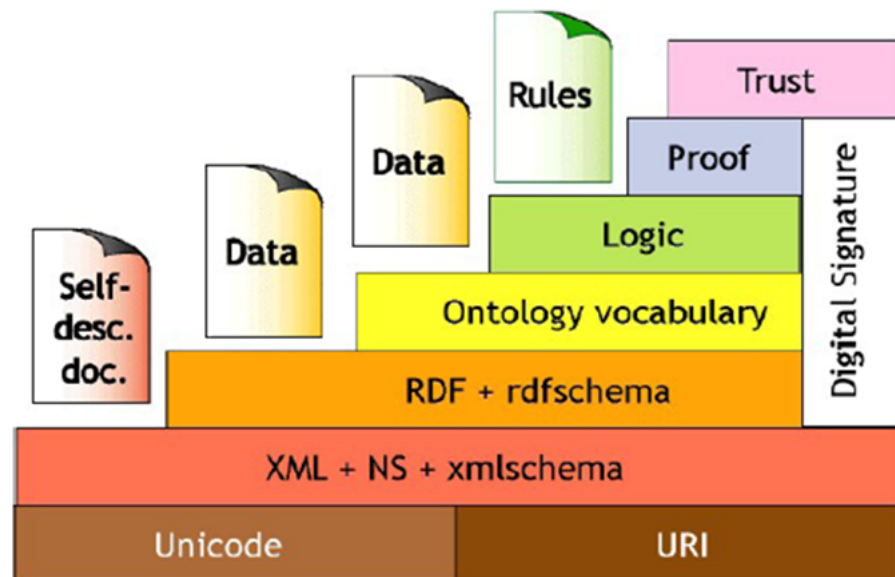 Rules
Trust
Data
Proof
Data
Logic
Self-
desc.
doc.
Ontology vocabulary
Digital Signature
RDF + rdfschema
XML + NS + xmlschema
Unicode
URI